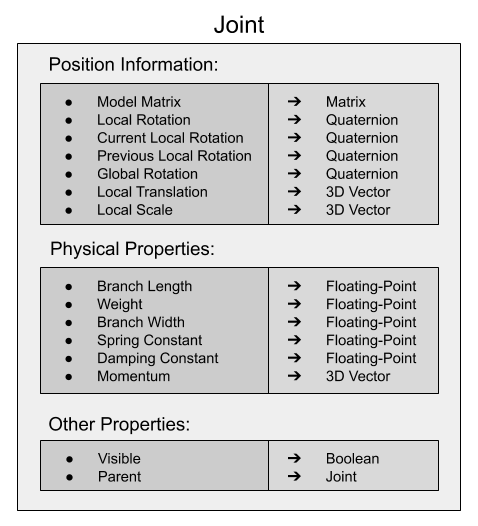 Joint
Position Information:
● Model Matrix ➔ Matrix
● Local Rotation ➔ Quaternion
● Current Local Rotation ➔ Quaternion
● Previous Local Rotation ➔ Quaternion
● Global Rotation ➔ Quaternion
● Local Translation ➔ 3D Vector
● Local Scale ➔ 3D Vector
Physical Properties:
● Branch Length ➔ Floating-Point
● Weight ➔ Floating-Point
● Branch Width ➔ Floating-Point
● Spring Constant ➔ Floating-Point
● Damping Constant ➔ Floating-Point
● Momentum ➔ 3D Vector
Other Properties:
● Visible ➔ Boolean
● Parent ➔ Joint